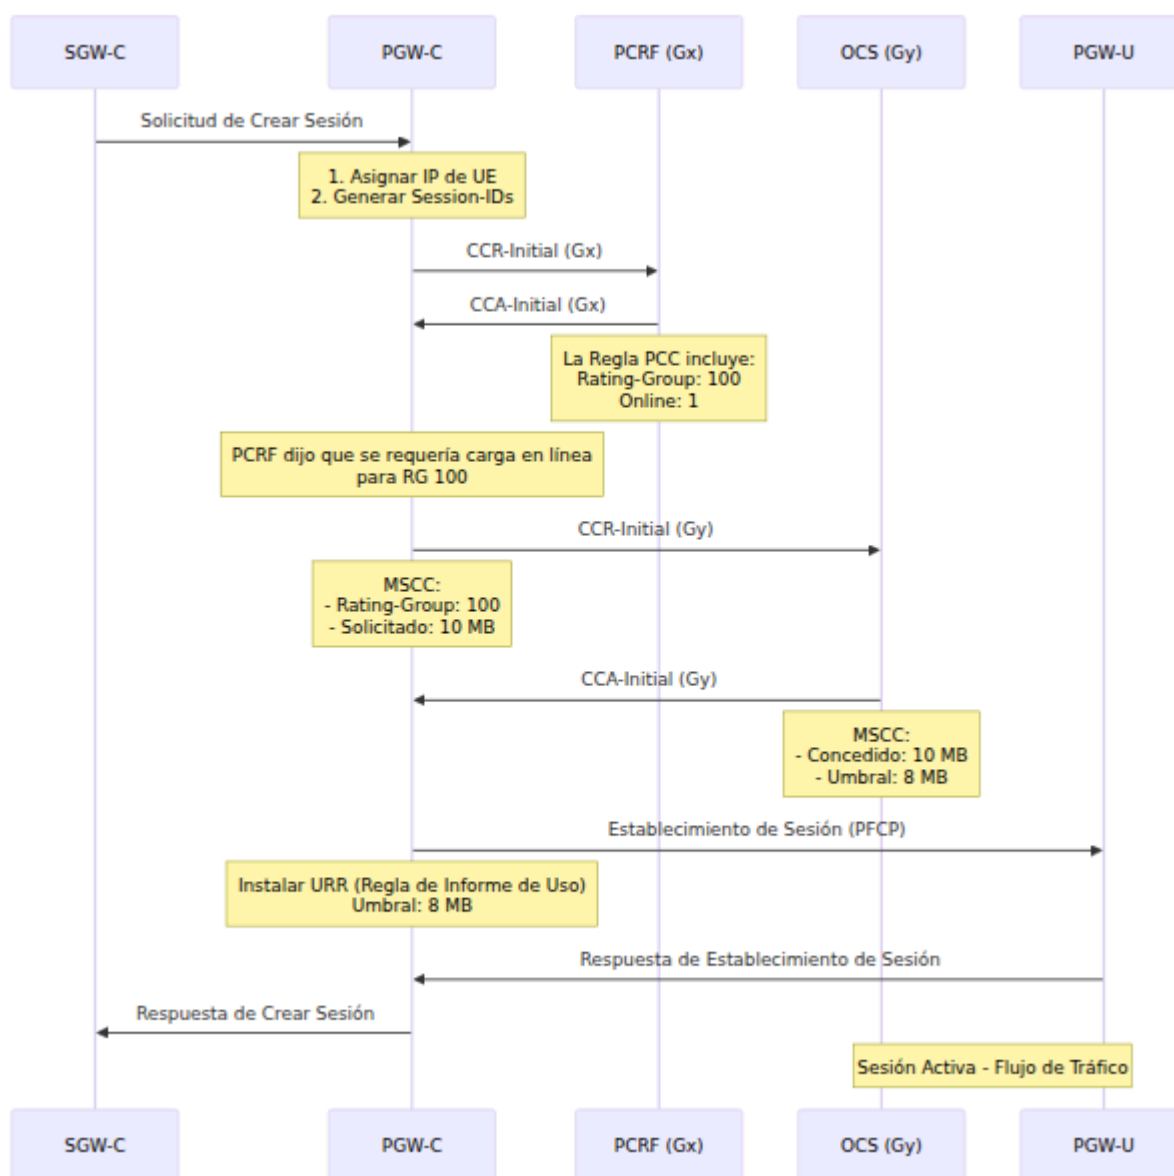 SGW-C
PGW-C
PCRF (Gx)
OCS (Gy)
PGW-U
Solicitud de Crear Sesión
1. Asignar IP de UE
2. Generar Session-IDs
CCR-Initial (Gx)
CCA-Initial (Gx)
La Regla PCC incluye:
Rating-Group: 100
Online: 1
PCRF dijo que se requería carga en línea
para RG 100
CCR-Initial (Gy)
MSCC:
- Rating-Group: 100
- Solicitado: 10 MB
CCA-Initial (Gy)
MSCC:
- Concedido: 10 MB
- Umbral: 8 MB
Establecimiento de Sesión (PFCP)
Instalar URR (Regla de Informe de Uso)
Umbral: 8 MB
Respuesta de Establecimiento de Sesión
Respuesta de Crear Sesión
Sesión Activa - Flujo de Tráfico
SGW-C
PGW-C
PCRF (Gx)
OCS (Gy)
PGW-U